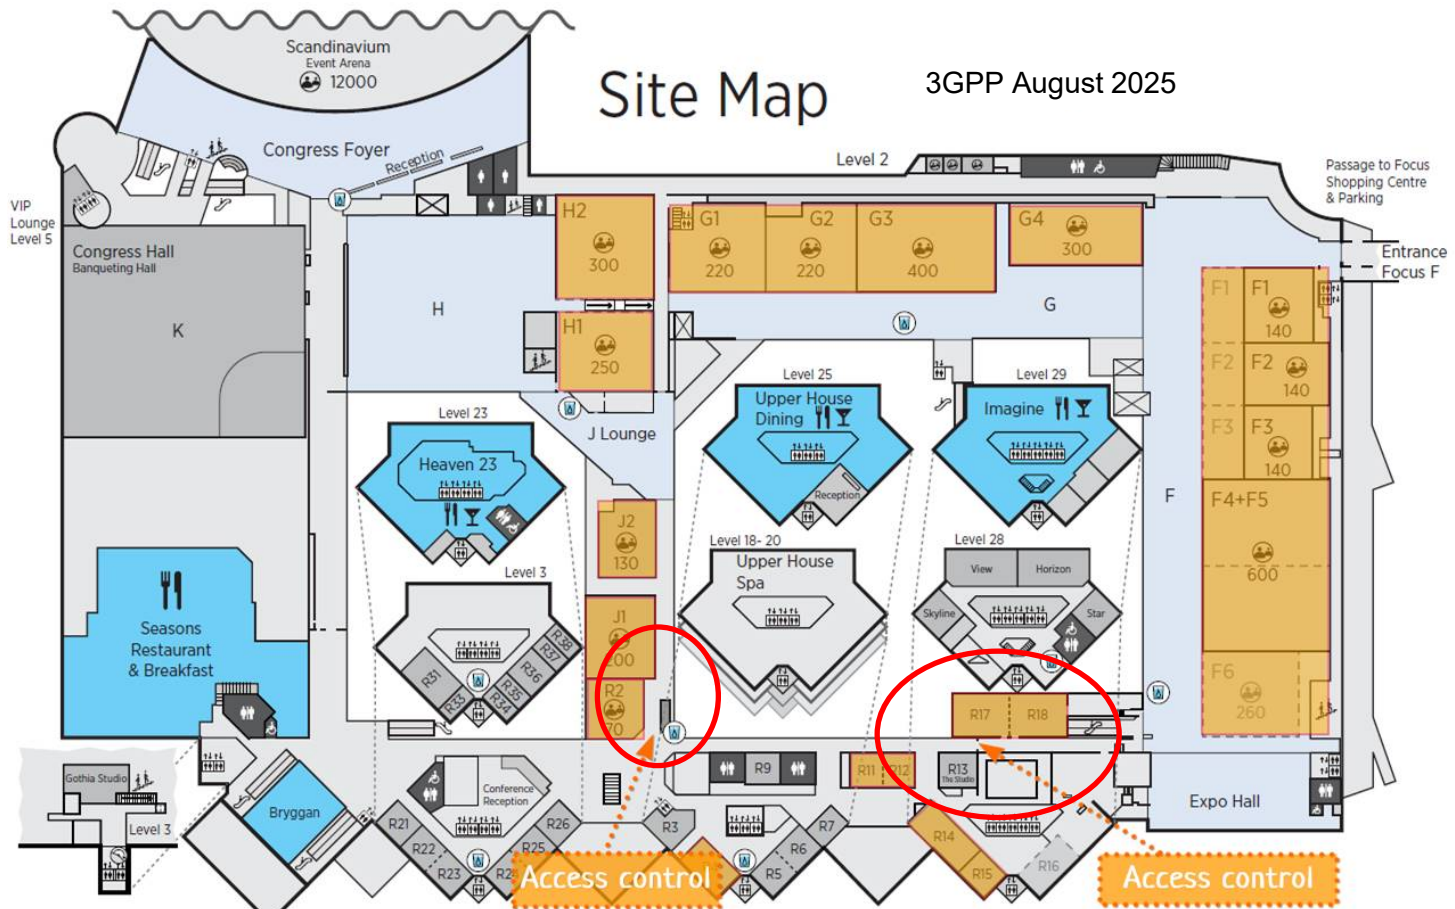 Scandinavium
Event Arena
12000
Site Map
3GPP August 2025
Congress Foyer
Reception
Level 2
Passage to Focus
Shopping Centre
& Parking
VIP
Lounge
Level 5
Congress Hall
Banqueting Hall
K
H
H2
300
H1
250
G1
220
G2
220
G3
400
G4
300
G
Entrance
Focus F
F1
F1
140
F2
F2
140
F3
F3
140
F4+F5
600
F6
260
F
J Lounge
Level 23
Heaven 23
Level 25
Upper House
Dining
Reception
Level 29
Imagine
J2
130
J1
200
R2
70
Level 3
R31
R33
R34
R35
R36
R37
R38
Level 18- 20
Upper House
Spa
Level 28
View
Horizon
Skyline
Star
R17
R18
Seasons
Restaurant
& Breakfast
Gothia Studio
Level 3
Bryggan
Conference
Reception
R21
R22
R23
R25
R26
R3
R9
R11
R12
R13
The Studio
R5
R6
R7
R14
R15
R16
Expo Hall
Access control
Access control